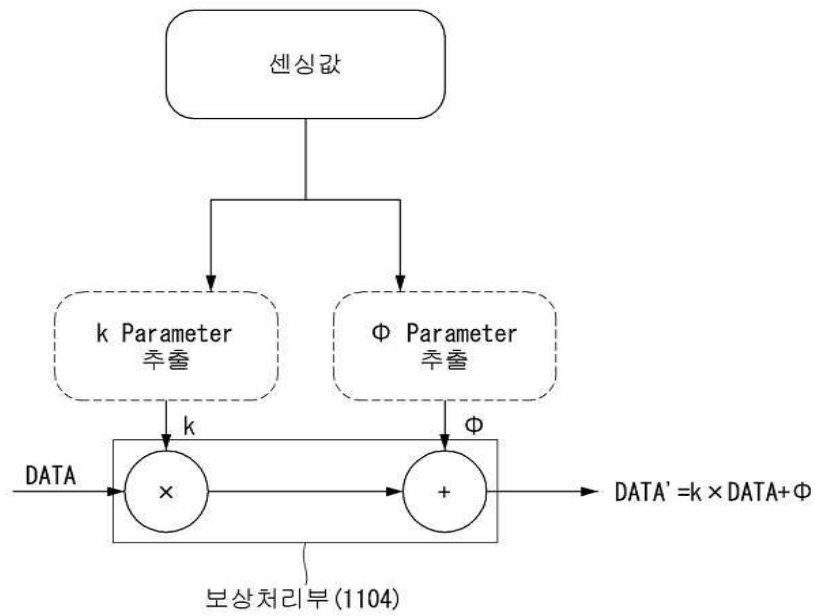 센싱값
k Parameter
추출
Φ Parameter
추출
k
Φ
DATA
×
+
DATA'=k×DATA+Φ
보상처리부(1104)